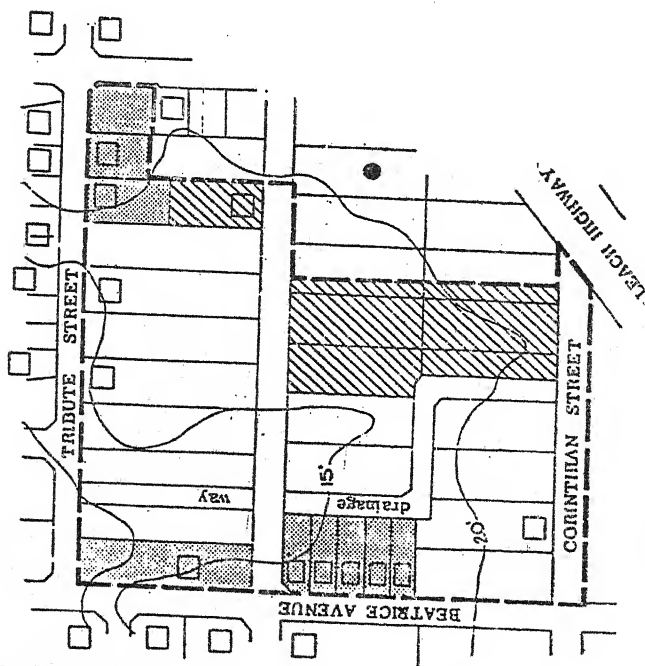 TRIBUTE STREET
way
15'
drainage
20'
BEATRICE AVENUE
CORINTHIAN STREET
LEACH HIGHWAY